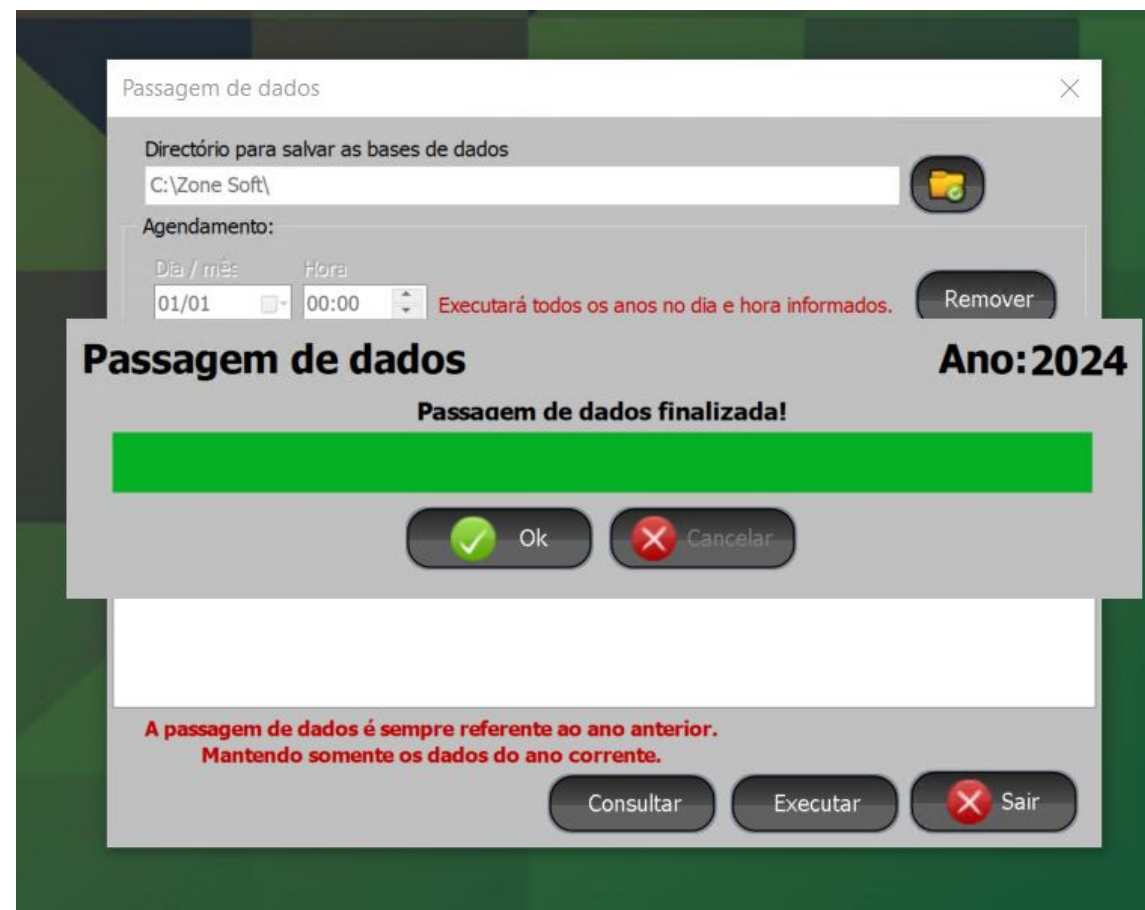 Passagem de dados
Directório para salvar as bases de dados
C:\Zone Soft\
Agendamento:
Dia / mês Hora
01/01 00:00 Executará todos os anos no dia e hora informados. Remover
Passagem de dados Ano:2024
Passagem de dados finalizada!
Ok Cancelar
A passagem de dados é sempre referente ao ano anterior.
Mantendo somente os dados do ano corrente.
Consultar Executar Sair